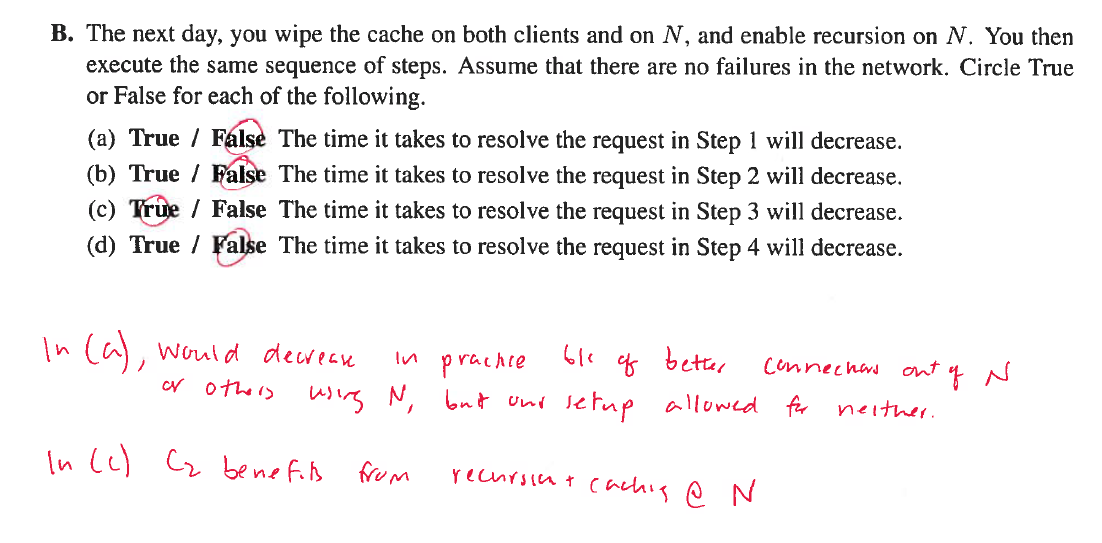 B. The next day, you wipe the cache on both clients and on N, and enable recursion on N. You then
execute the same sequence of steps. Assume that there are no failures in the network. Circle True
or False for each of the following.
(a) True / False The time it takes to resolve the request in Step 1 will decrease.
(b) True / False The time it takes to resolve the request in Step 2 will decrease.
(c) True / False The time it takes to resolve the request in Step 3 will decrease.
(d) True / False The time it takes to resolve the request in Step 4 will decrease.
In (a), would decrease in practice b/c of better connections out of N
or others using N, but our setup allowed for neither.
In (c) C2 benefits from recursion + caching @ N